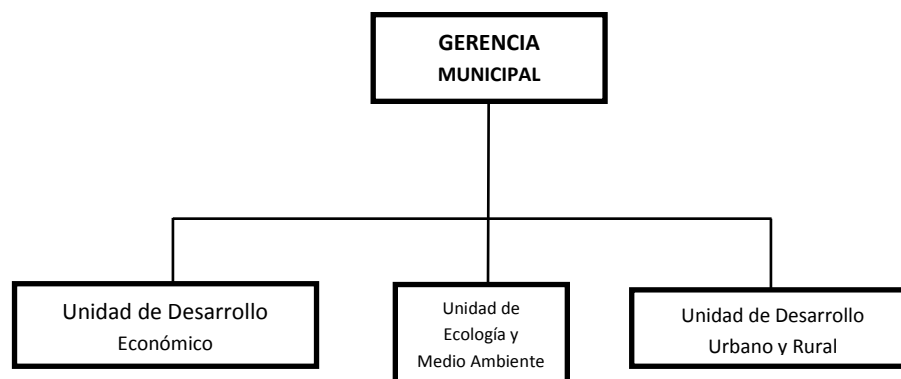 GERENCIA
MUNICIPAL
Unidad de Desarrollo
Económico
Unidad de
Ecología y
Medio Ambiente
Unidad de Desarrollo
Urbano y Rural